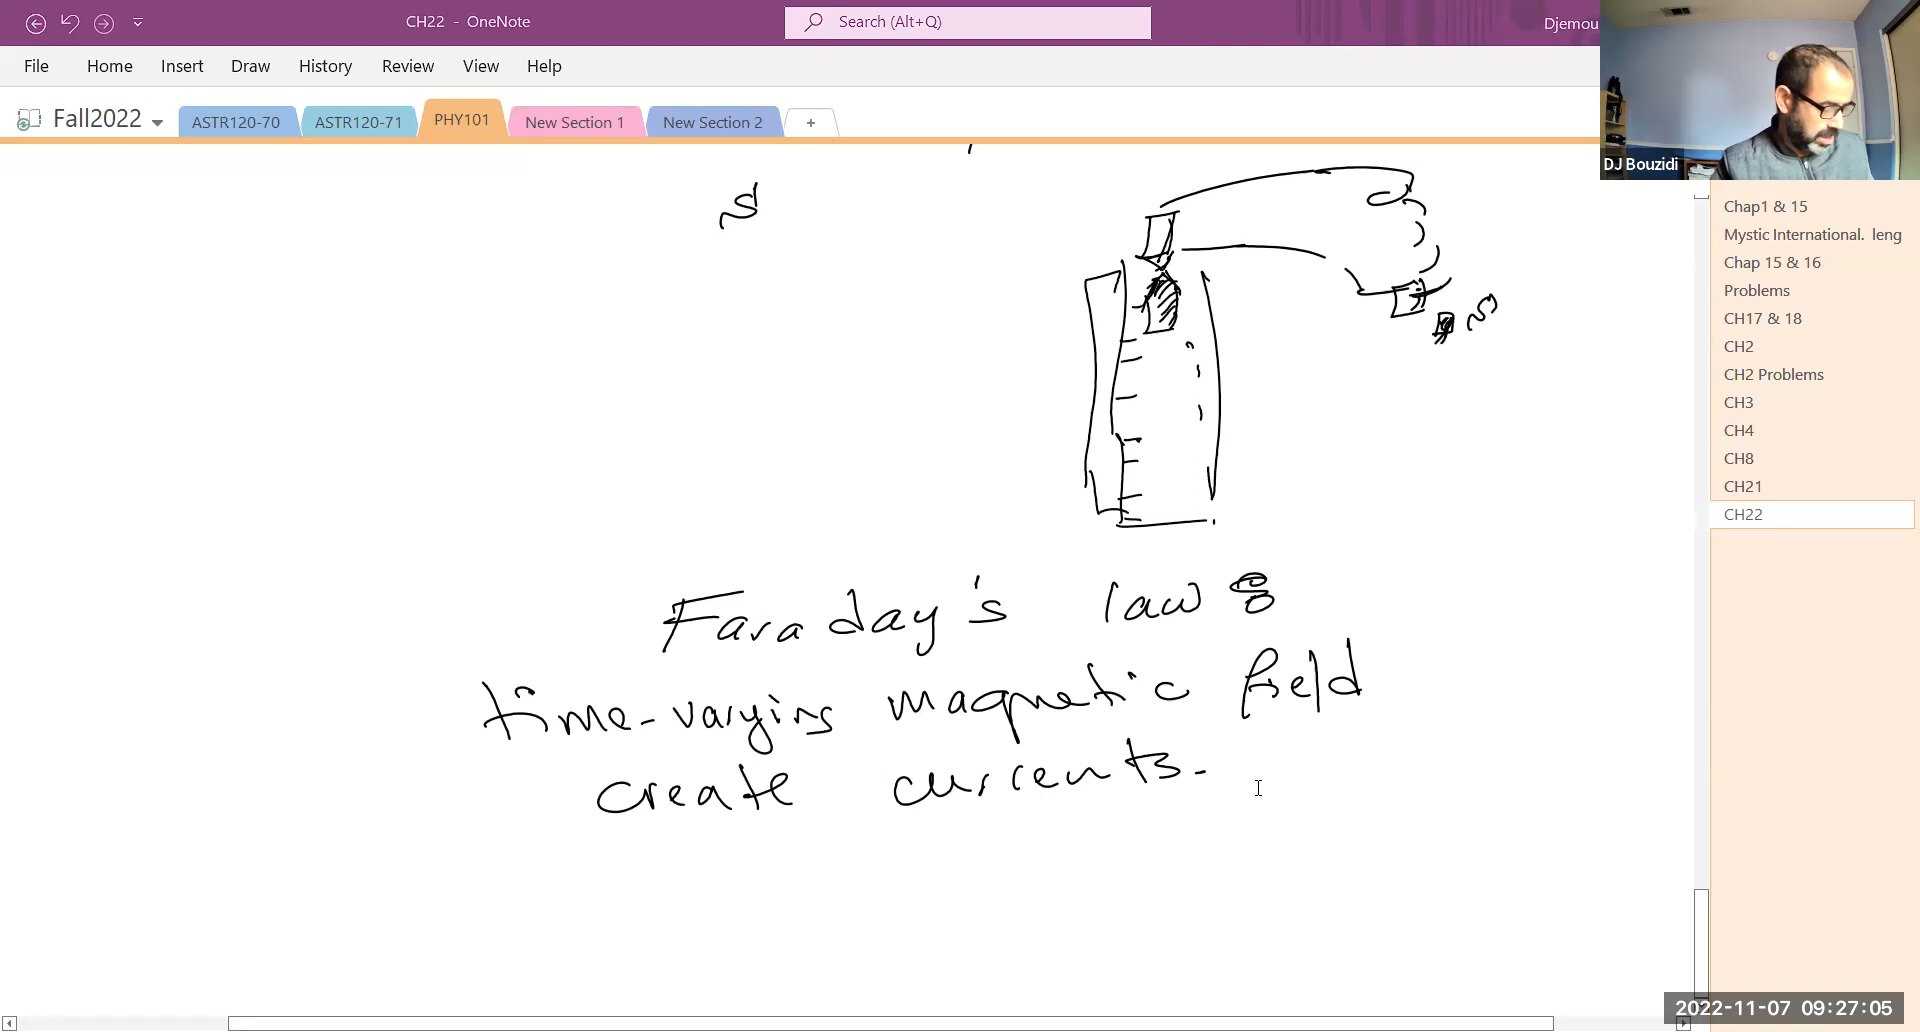 CH22 - OneNote
Search (Alt+Q)
Djemou
File Home Insert Draw History Review View Help
Fall2022 ASTR120-70 ASTR120-71 PHY101 New Section 1 New Section 2 +
DJ Bouzidi
Chap1 & 15
Mystic International. leng
Chap 15 & 16
Problems
CH17 & 18
CH2
CH2 Problems
CH3
CH4
CH8
CH21
CH22
S
S
Faraday's law :
time-varying magnetic field
create currents.
2022-11-07 09:27:05